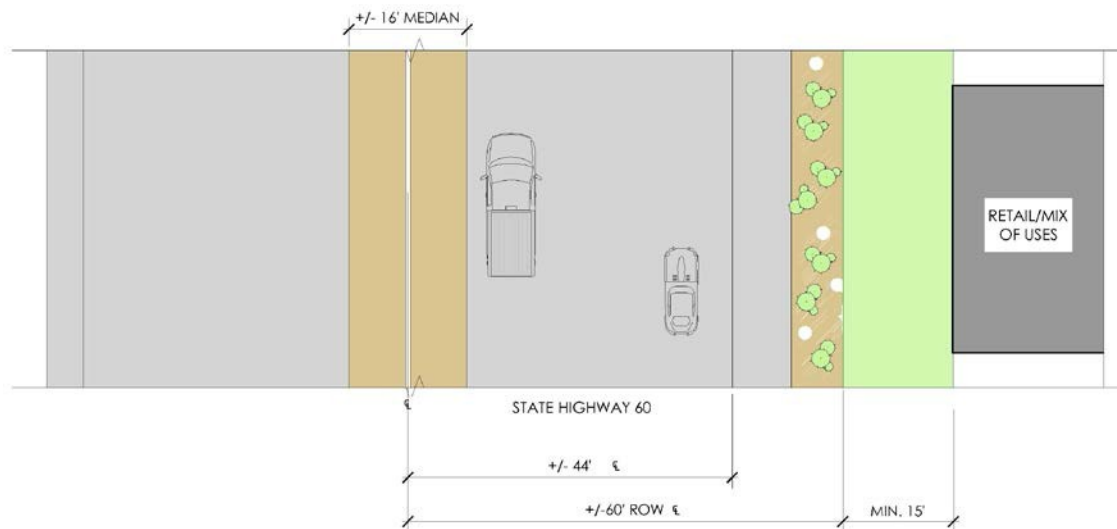 +/- 16' MEDIAN
RETAIL/MIX
OF USES
℄
STATE HIGHWAY 60
+/- 44' ℄
+/-60' ROW ℄
MIN. 15'